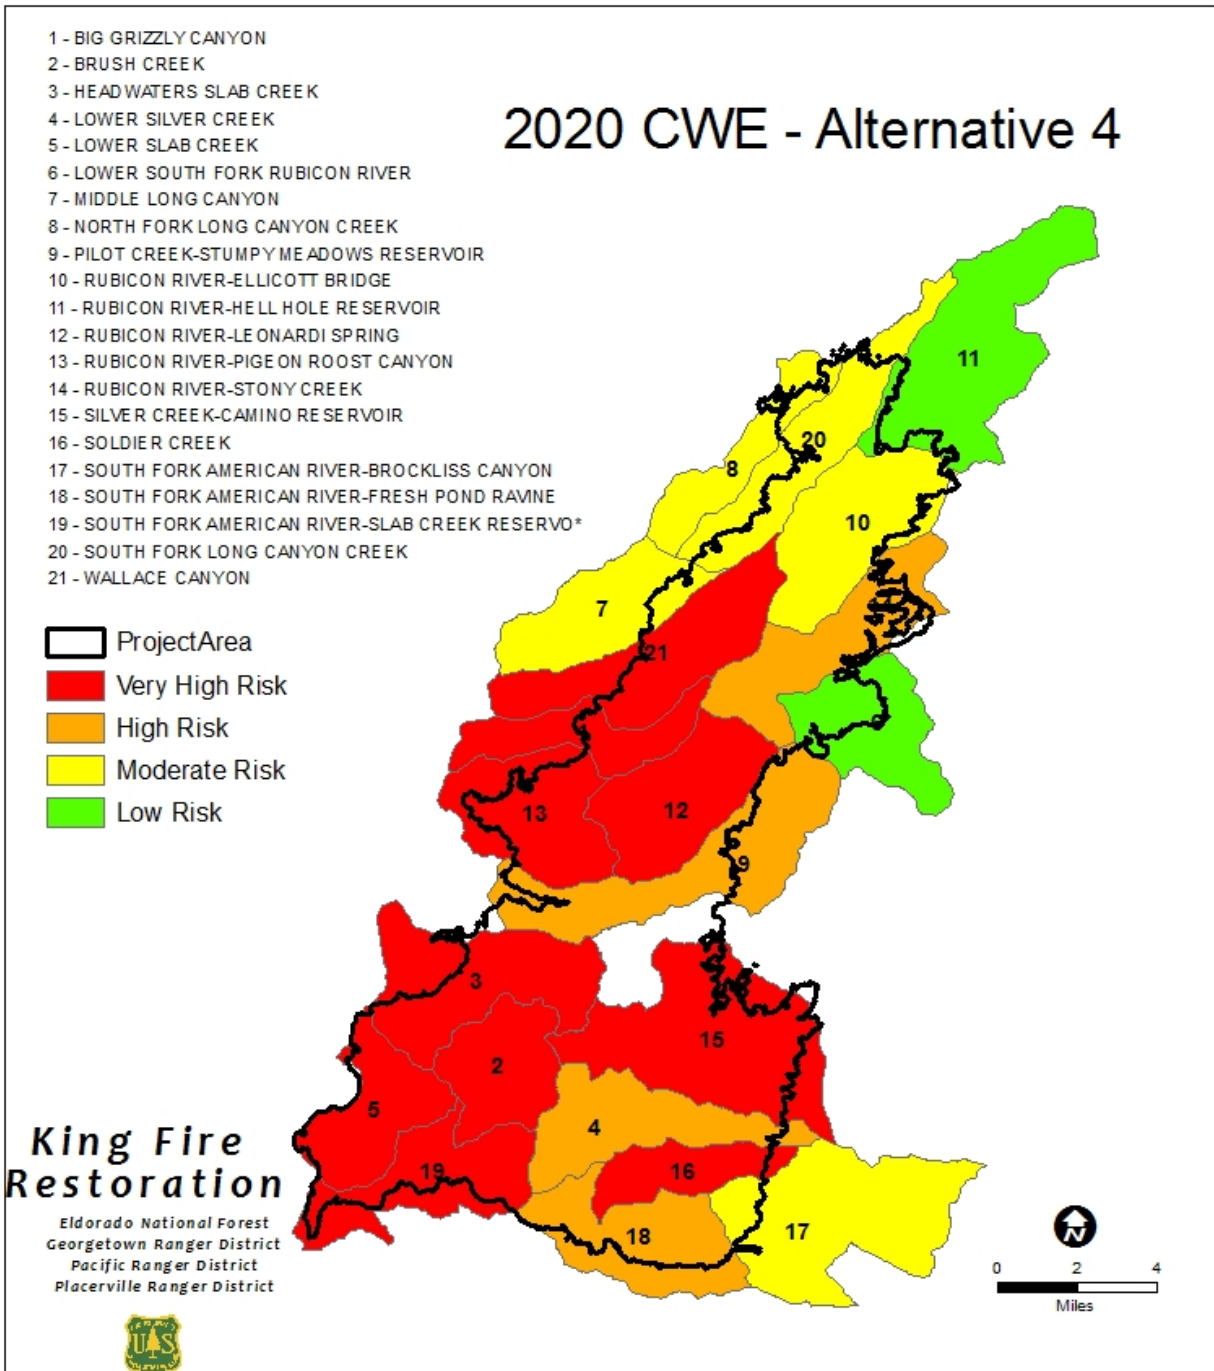 1 - BIG GRIZZLY CANYON
2 - BRUSH CREEK
3 - HEADWATERS SLAB CREEK
4 - LOWER SILVER CREEK
5 - LOWER SLAB CREEK
6 - LOWER SOUTH FORK RUBICON RIVER
7 - MIDDLE LONG CANYON
8 - NORTH FORK LONG CANYON CREEK
9 - PILOT CREEK-STUMPY MEADOWS RESERVOIR
10 - RUBICON RIVER-ELLICOTT BRIDGE
11 - RUBICON RIVER-HELL HOLE RESERVOIR
12 - RUBICON RIVER-LEONARDI SPRING
13 - RUBICON RIVER-PIGEON ROOST CANYON
14 - RUBICON RIVER-STONY CREEK
15 - SILVER CREEK-CAMINO RESERVOIR
16 - SOLDIER CREEK
17 - SOUTH FORK AMERICAN RIVER-BROCKLISS CANYON
18 - SOUTH FORK AMERICAN RIVER-FRESH POND RAVINE
19 - SOUTH FORK AMERICAN RIVER-SLAB CREEK RESERVO*
20 - SOUTH FORK LONG CANYON CREEK
21 - WALLACE CANYON
2020 CWE - Alternative 4
ProjectArea
Very High Risk
High Risk
Moderate Risk
Low Risk
11
20
8
10
7
21
13
12
9
3
15
2
5
4
19
16
18
17
King Fire
Restoration
Eldorado National Forest
Georgetown Ranger District
Pacific Ranger District
Placerville Ranger District
N
0 2 4
Miles
U S